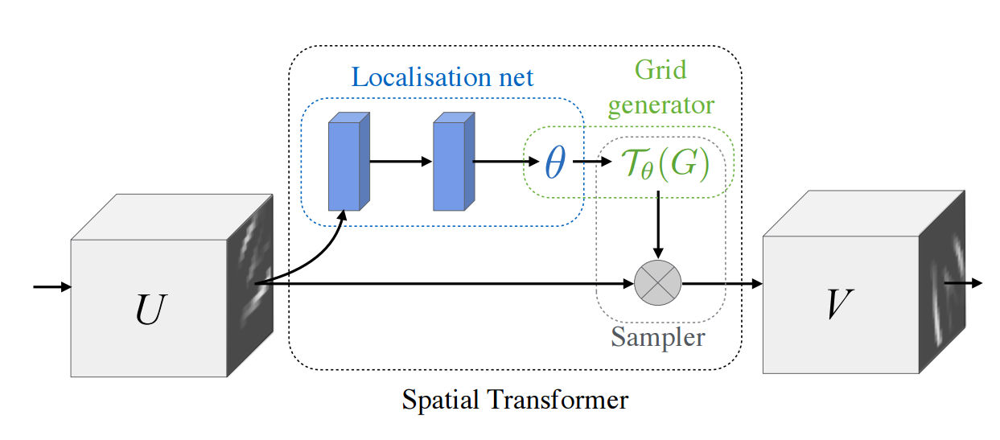 Localisation net
Grid
generator
θ
𝒯θ(G)
U
V
Sampler
Spatial Transformer